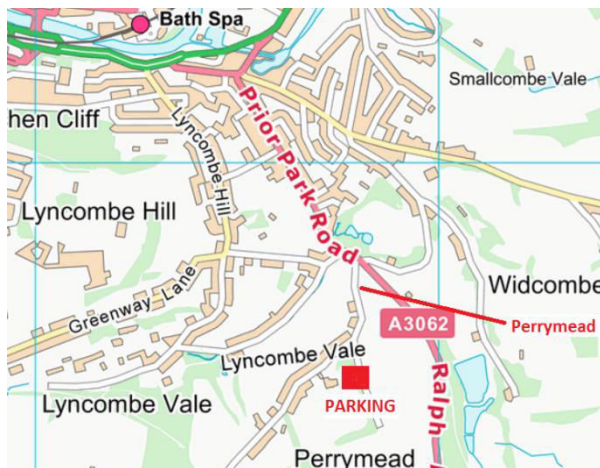 Bath Spa
Smallcombe Vale
hen Cliff
Prior Park Road
Lyncombe Hill
Lyncombe Hill
Widcombe
Greenway Lane
A3062
Perrymead
Lyncombe Vale
Ralph
PARKING
Lyncombe Vale
Perrymead